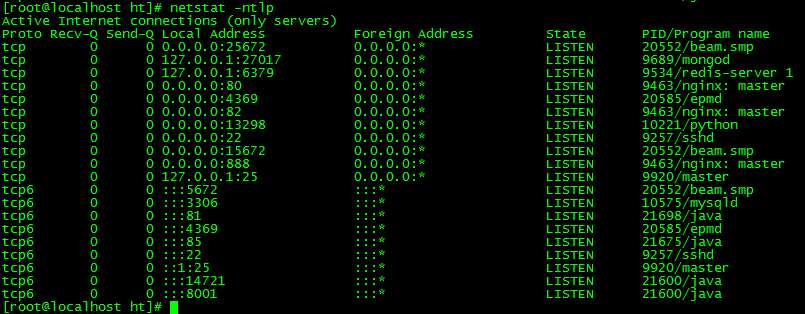 [root@localhost ht]# netstat -ntlp
Active Internet connections (only servers)
Proto Recv-Q Send-Q Local Address           Foreign Address         State       PID/Program name
tcp        0      0 0.0.0.0:25672           0.0.0.0:*               LISTEN      20552/beam.smp
tcp        0      0 127.0.0.1:27017         0.0.0.0:*               LISTEN      9689/mongod
tcp        0      0 127.0.0.1:6379          0.0.0.0:*               LISTEN      9534/redis-server 1
tcp        0      0 0.0.0.0:80              0.0.0.0:*               LISTEN      9463/nginx: master
tcp        0      0 0.0.0.0:4369            0.0.0.0:*               LISTEN      20585/epmd
tcp        0      0 0.0.0.0:82              0.0.0.0:*               LISTEN      9463/nginx: master
tcp        0      0 0.0.0.0:13298           0.0.0.0:*               LISTEN      10221/python
tcp        0      0 0.0.0.0:22              0.0.0.0:*               LISTEN      9257/sshd
tcp        0      0 0.0.0.0:15672           0.0.0.0:*               LISTEN      20552/beam.smp
tcp        0      0 0.0.0.0:888             0.0.0.0:*               LISTEN      9463/nginx: master
tcp        0      0 127.0.0.1:25            0.0.0.0:*               LISTEN      9920/master
tcp6       0      0 :::5672                 :::*                    LISTEN      20552/beam.smp
tcp6       0      0 :::3306                 :::*                    LISTEN      10575/mysqld
tcp6       0      0 :::81                   :::*                    LISTEN      21698/java
tcp6       0      0 :::4369                 :::*                    LISTEN      20585/epmd
tcp6       0      0 :::85                   :::*                    LISTEN      21675/java
tcp6       0      0 :::22                   :::*                    LISTEN      9257/sshd
tcp6       0      0 ::1:25                  :::*                    LISTEN      9920/master
tcp6       0      0 :::14721                :::*                    LISTEN      21600/java
tcp6       0      0 :::8001                 :::*                    LISTEN      21600/java
[root@localhost ht]#